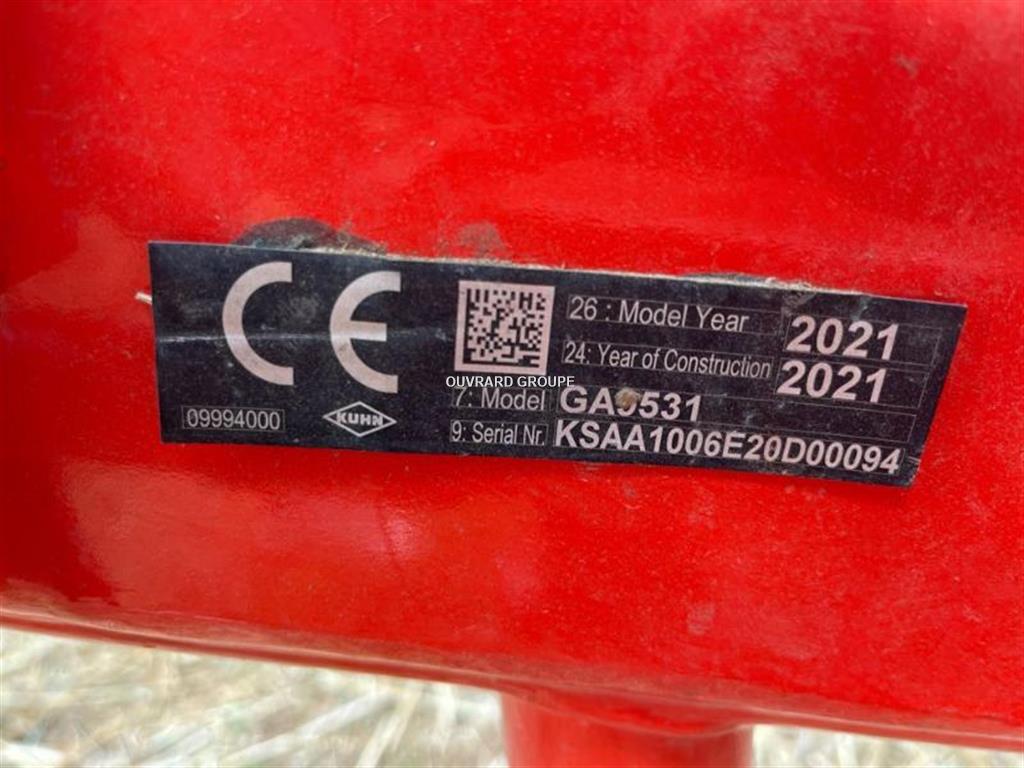 CE
26 : Model Year 2021
24: Year of Construction 2021
OUVRARD GROUPE
7: Model GA9531
09994000 KUHN
9: Serial Nr. KSAA1006E20D00094